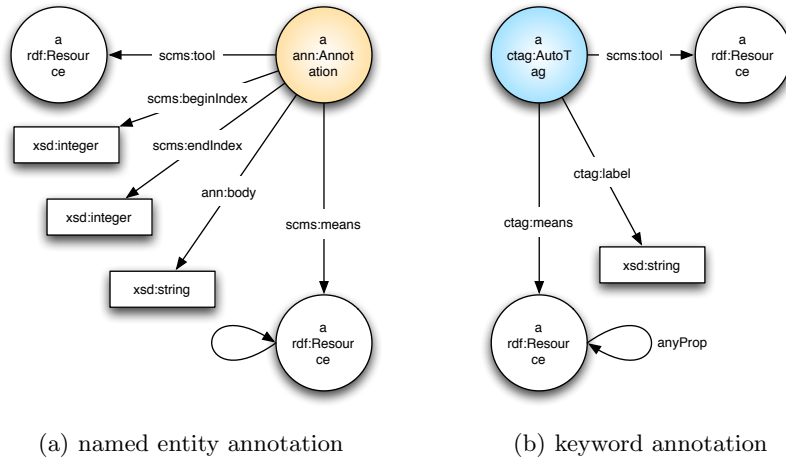 a
rdf:Resour
ce
scms:tool
a
ann:Annot
ation
scms:beginIndex
xsd:integer
scms:endIndex
xsd:integer
ann:body
xsd:string
scms:means
a
rdf:Resour
ce
(a) named entity annotation
a
ctag:AutoT
ag
scms:tool
a
rdf:Resour
ce
ctag:label
ctag:means
xsd:string
a
rdf:Resour
ce
anyProp
(b) keyword annotation